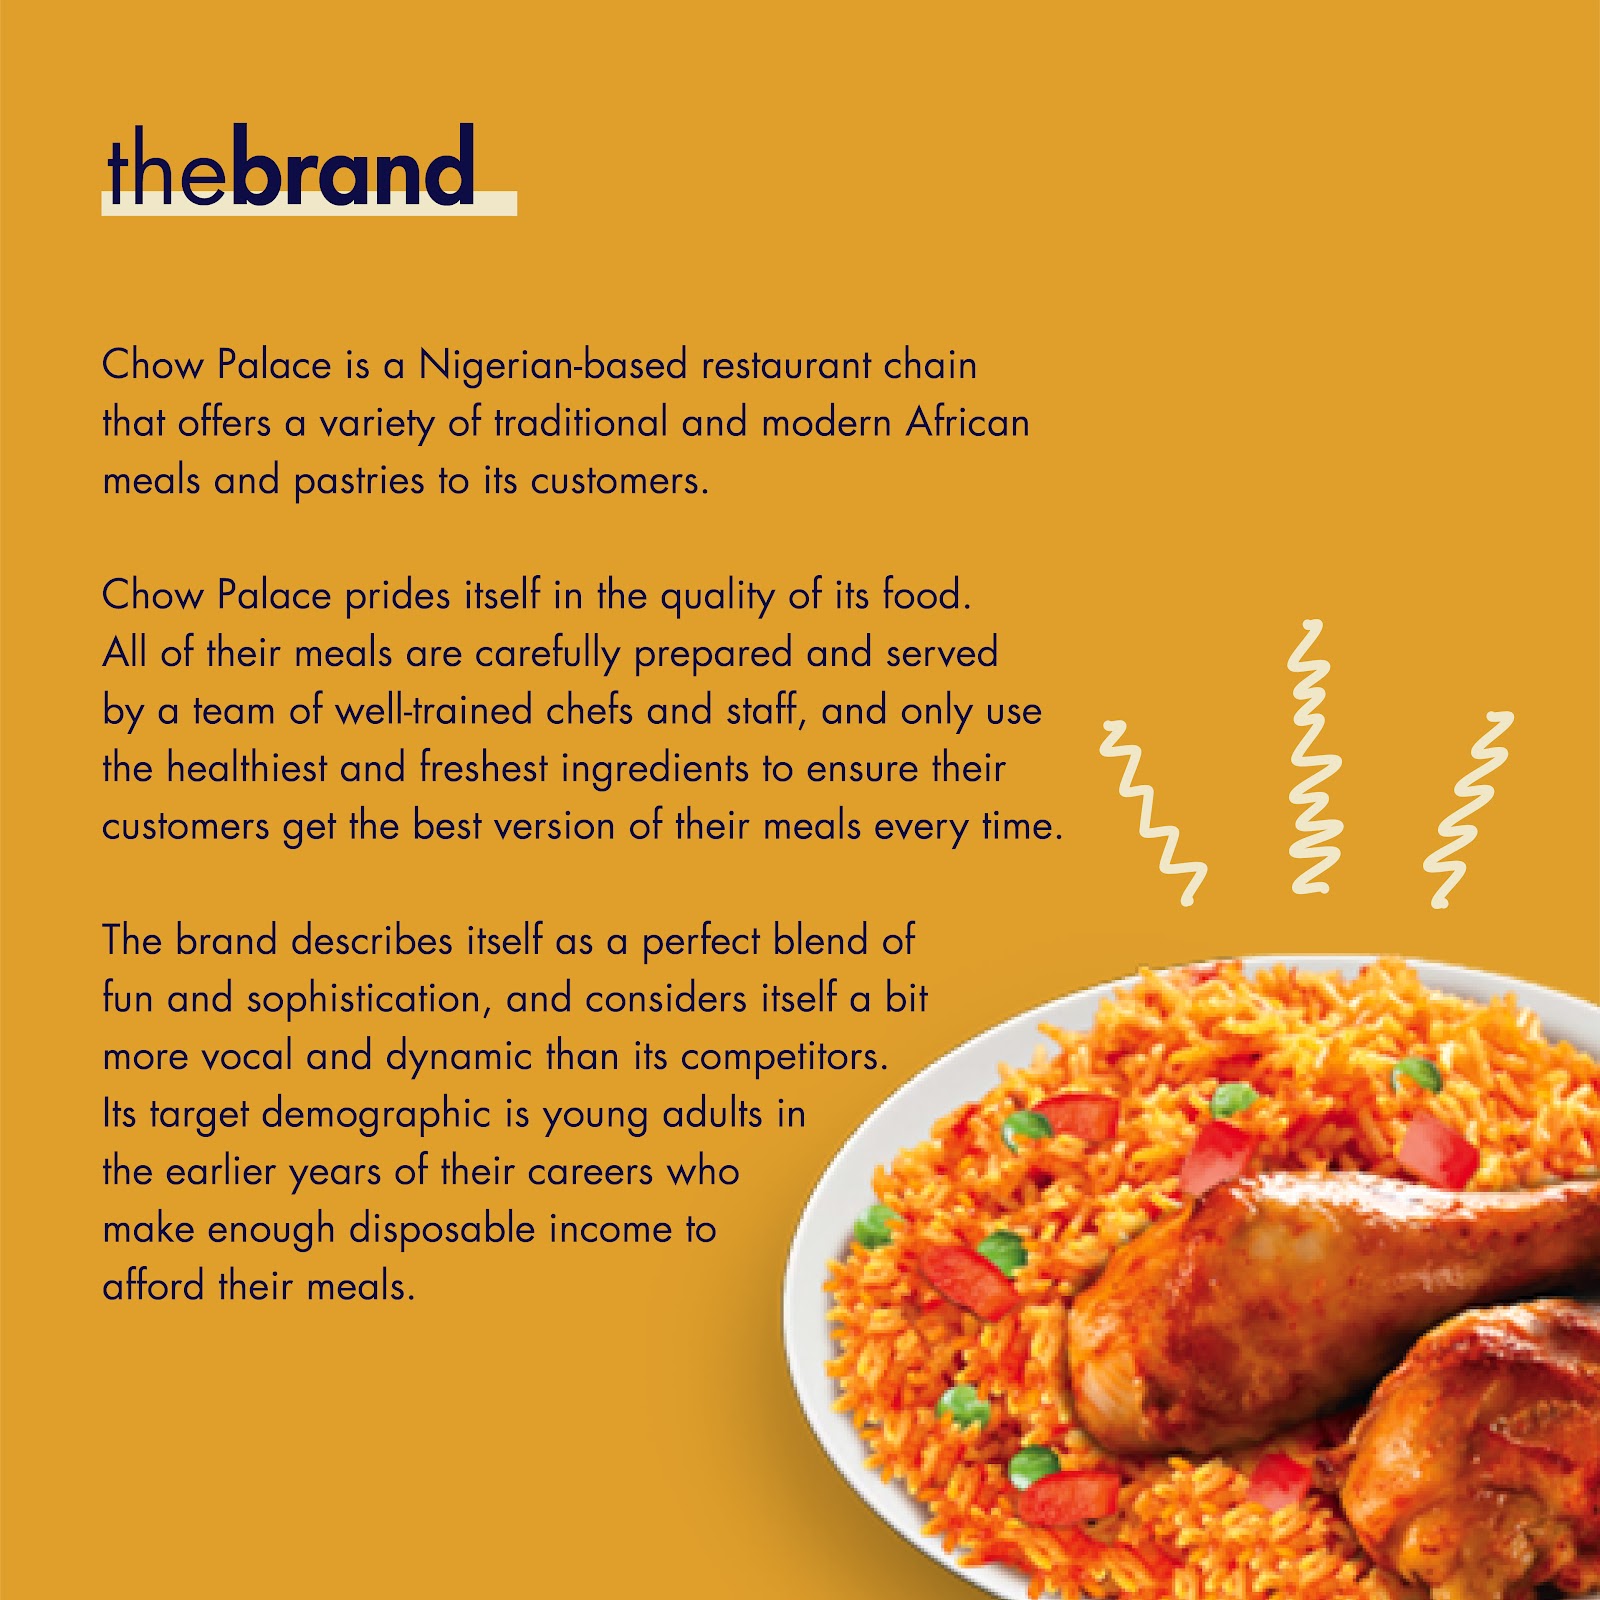 thebrand
Chow Palace is a Nigerian-based restaurant chain
that offers a variety of traditional and modern African
meals and pastries to its customers.
Chow Palace prides itself in the quality of its food.
All of their meals are carefully prepared and served
by a team of well-trained chefs and staff, and only use
the healthiest and freshest ingredients to ensure their
customers get the best version of their meals every time.
The brand describes itself as a perfect blend of
fun and sophistication, and considers itself a bit
more vocal and dynamic than its competitors.
Its target demographic is young adults in
the earlier years of their careers who
make enough disposable income to
afford their meals.